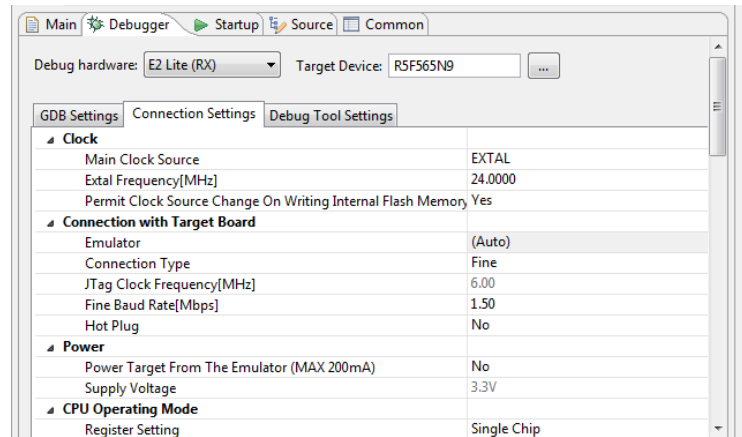 Main Debugger Startup Source Common
Debug hardware: E2 Lite (RX) Target Device: R5F565N9 ...
GDB Settings Connection Settings Debug Tool Settings
Clock
Main Clock Source EXTAL
Extal Frequency[MHz] 24.0000
Permit Clock Source Change On Writing Internal Flash Memory Yes
Connection with Target Board
Emulator (Auto)
Connection Type Fine
JTag Clock Frequency[MHz] 6.00
Fine Baud Rate[Mbps] 1.50
Hot Plug No
Power
Power Target From The Emulator (MAX 200mA) No
Supply Voltage 3.3V
CPU Operating Mode
Register Setting Single Chip